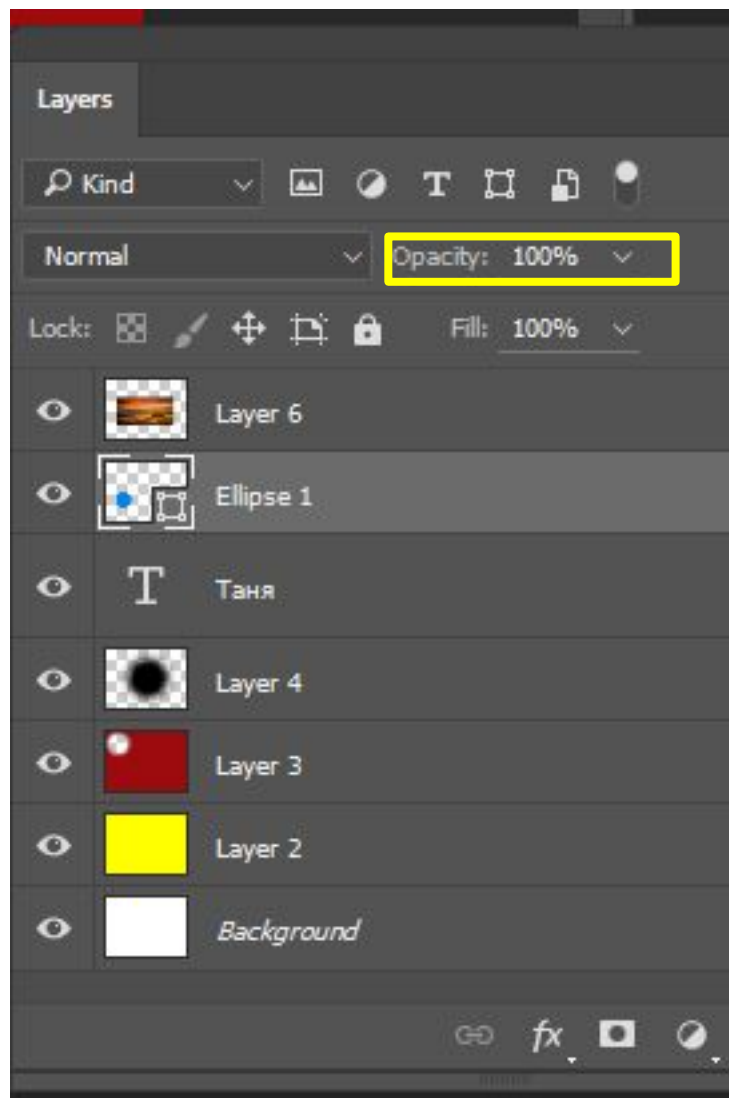 Layers
Kind
Normal Opacity: 100%
Lock: Fill: 100%
Layer 6
Ellipse 1
T Таня
Layer 4
Layer 3
Layer 2
Background
fx